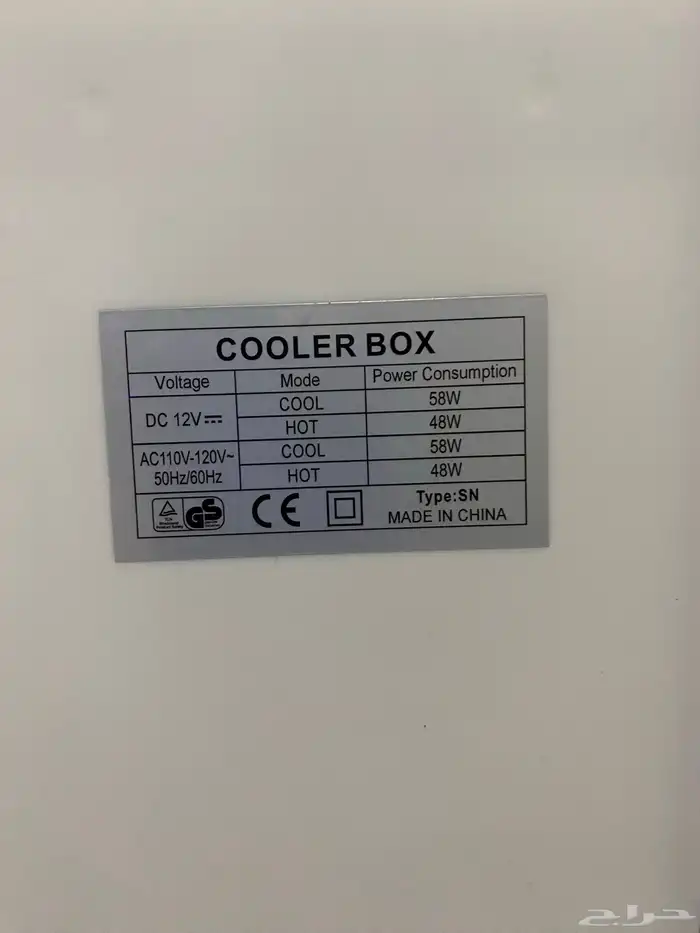 COOLER BOX
Voltage Mode Power Consumption
DC 12V COOL 58W
HOT 48W
AC110V-120V~ 50Hz/60Hz COOL 58W
HOT 48W
GS CE Type:SN
MADE IN CHINA
حراج